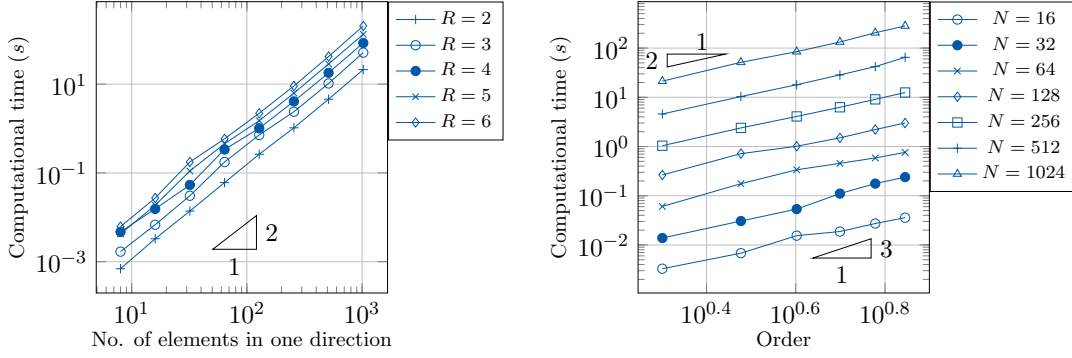 Computational time (s)
10^1
10^−1
10^−3
10^1
10^2
10^3
No. of elements in one direction
1
2
R = 2
R = 3
R = 4
R = 5
R = 6
Computational time (s)
10^2
10^1
10^0
10^−1
10^−2
10^0.4
10^0.6
10^0.8
Order
2
1
1
3
N = 16
N = 32
N = 64
N = 128
N = 256
N = 512
N = 1024